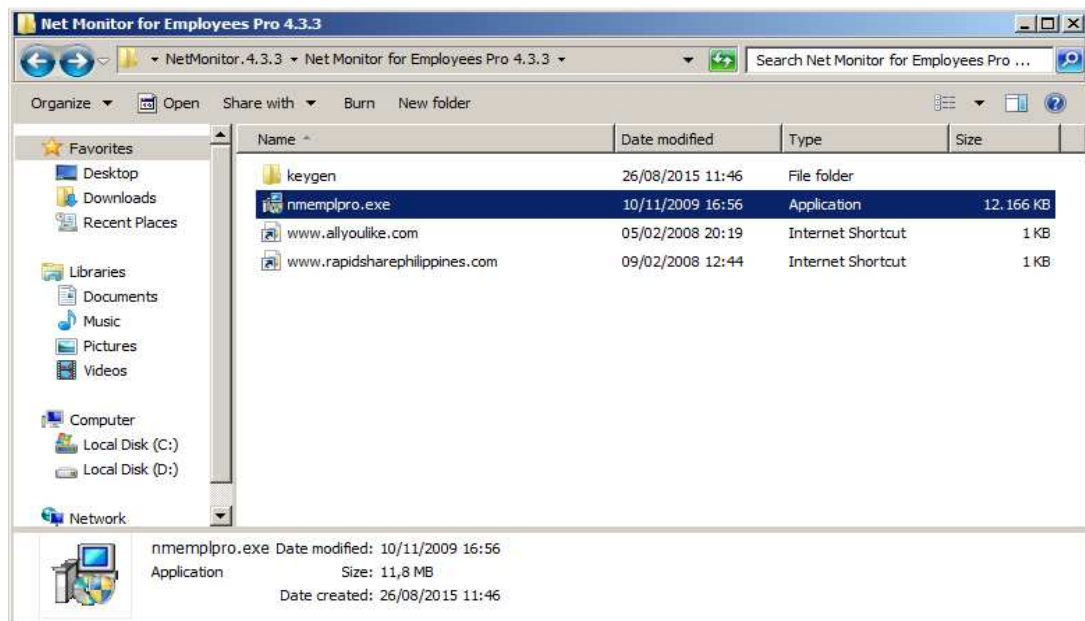 Net Monitor for Employees Pro 4.3.3
NetMonitor.4.3.3 Net Monitor for Employees Pro 4.3.3
Search Net Monitor for Employees Pro ...
Organize Open Share with Burn New folder
Name Date modified Type Size
Favorites
Desktop
Downloads
Recent Places
Libraries
Documents
Music
Pictures
Videos
Computer
Local Disk (C:)
Local Disk (D:)
Network
keygen 26/08/2015 11:46 File folder
nmemplpro.exe 10/11/2009 16:56 Application 12.166 KB
www.allyoulike.com 05/02/2008 20:19 Internet Shortcut 1 KB
www.rapidsharephilippines.com 09/02/2008 12:44 Internet Shortcut 1 KB
nmemplpro.exe Date modified: 10/11/2009 16:56
Application Size: 11,8 MB
Date created: 26/08/2015 11:46